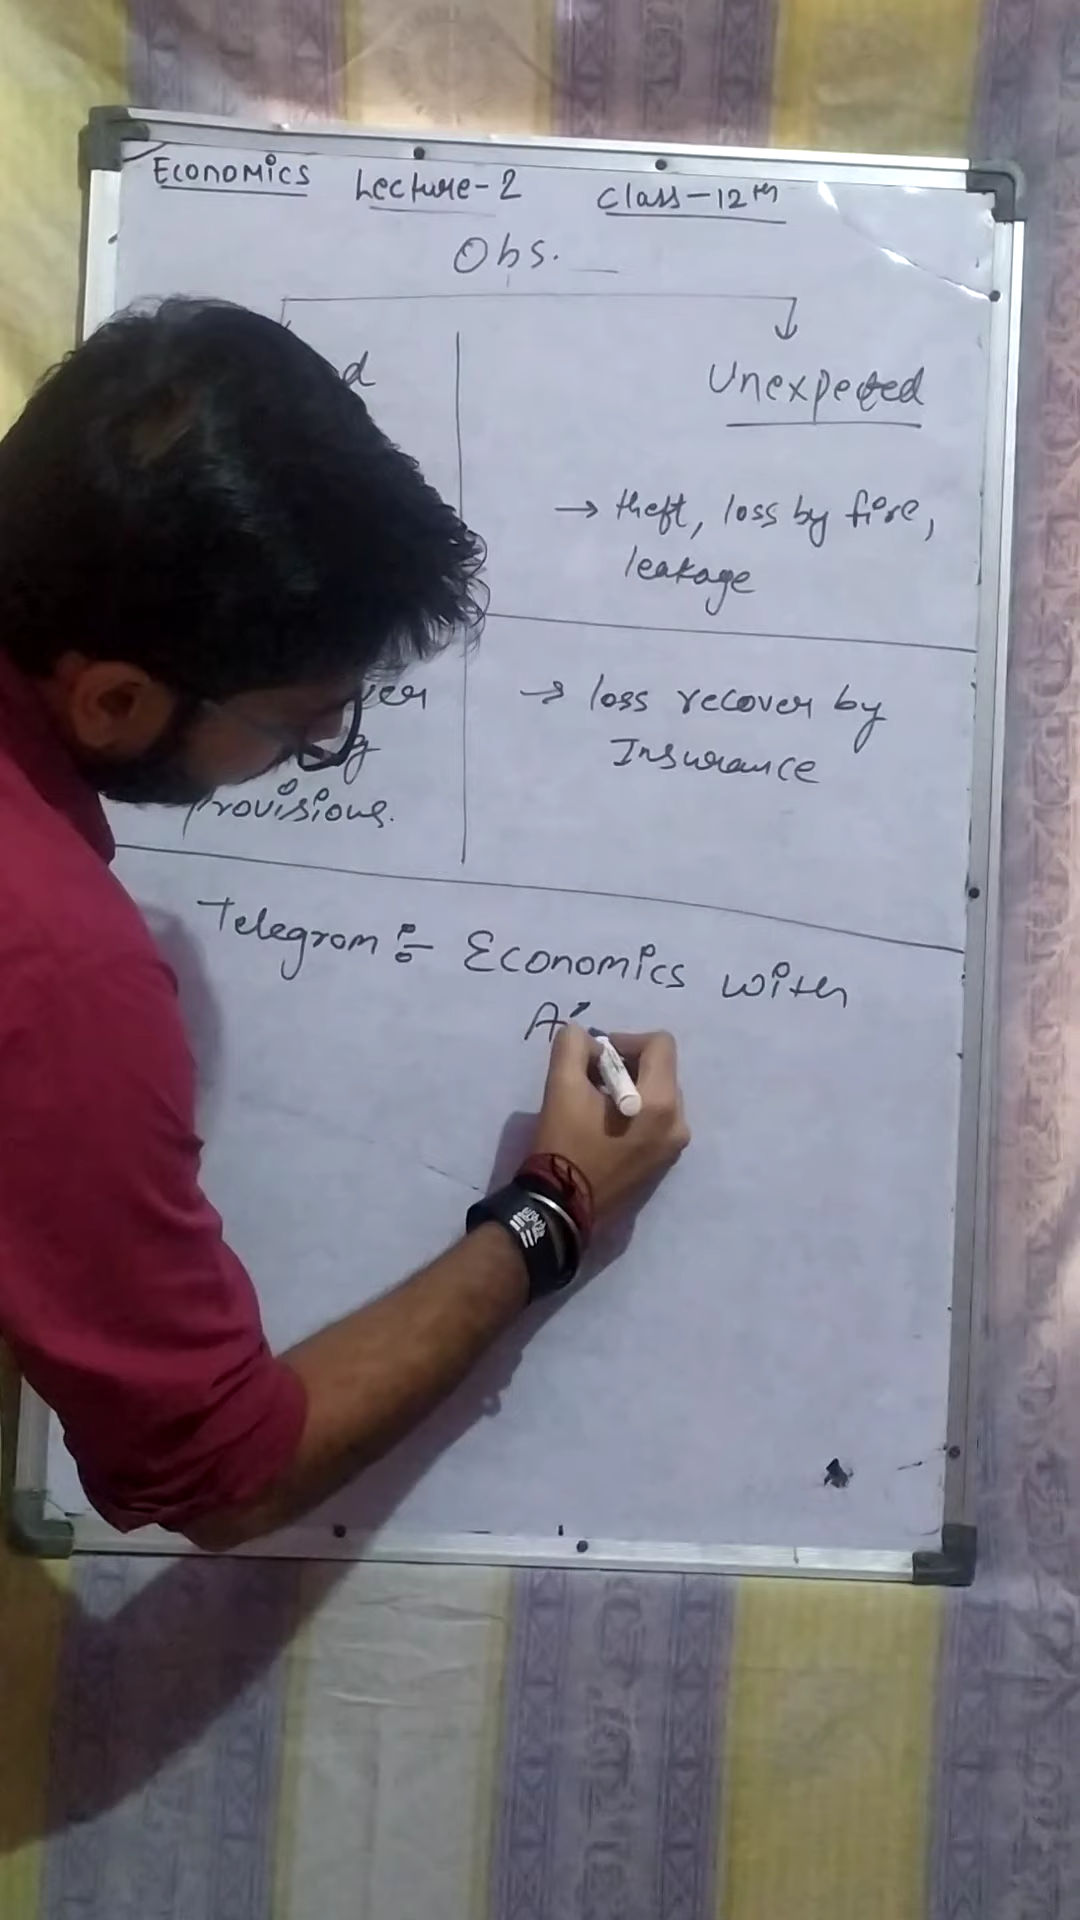 Economics Lecture-2 Class-12th
Obs.
Unexpected
→ theft, loss by fire,
leakage
→ loss recover by
Insurance
provisions.
Telegram :- Economics with